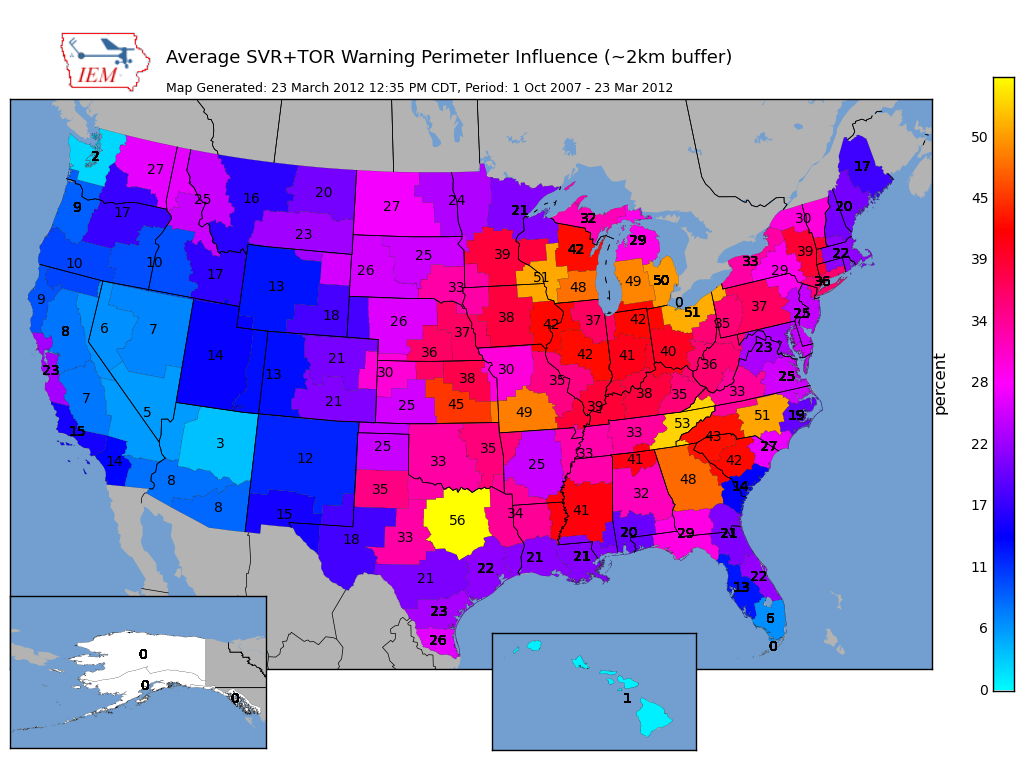 IEM
Average SVR+TOR Warning Perimeter Influence (~2km buffer)
Map Generated: 23 March 2012 12:35 PM CDT, Period: 1 Oct 2007 - 23 Mar 2012
2 27 25 16 20 27 24 21 32 29 17
9 17 23 25 39 42 30 20
10 10 17 13 26 33 51 48 49 50 33 29 39 22 36
9 8 6 7 14 18 26 37 38 42 37 42 0 51 35 37 25
23 7 5 13 21 30 36 38 30 42 41 40 36 23 25
15 14 3 21 25 45 49 35 39 38 35 33 53 51 19
8 8 12 25 33 35 25 33 33 41 43 42 27
15 18 35 33 56 34 41 32 48 14
21 22 21 21 20 29 21
23 26 13 22 6 0
0
0
0
1
50
45
39
34
28
22
17
11
6
0
percent